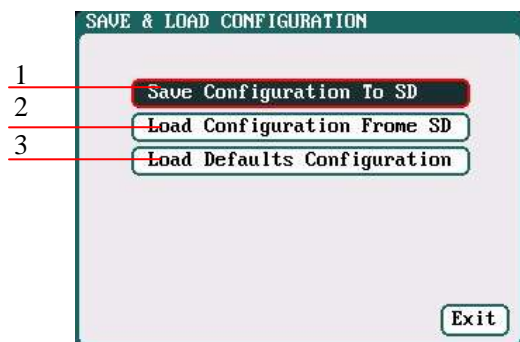 SAVE & LOAD CONFIGURATION
1
Save Configuration To SD
2
Load Configuration Frome SD
3
Load Defaults Configuration
Exit